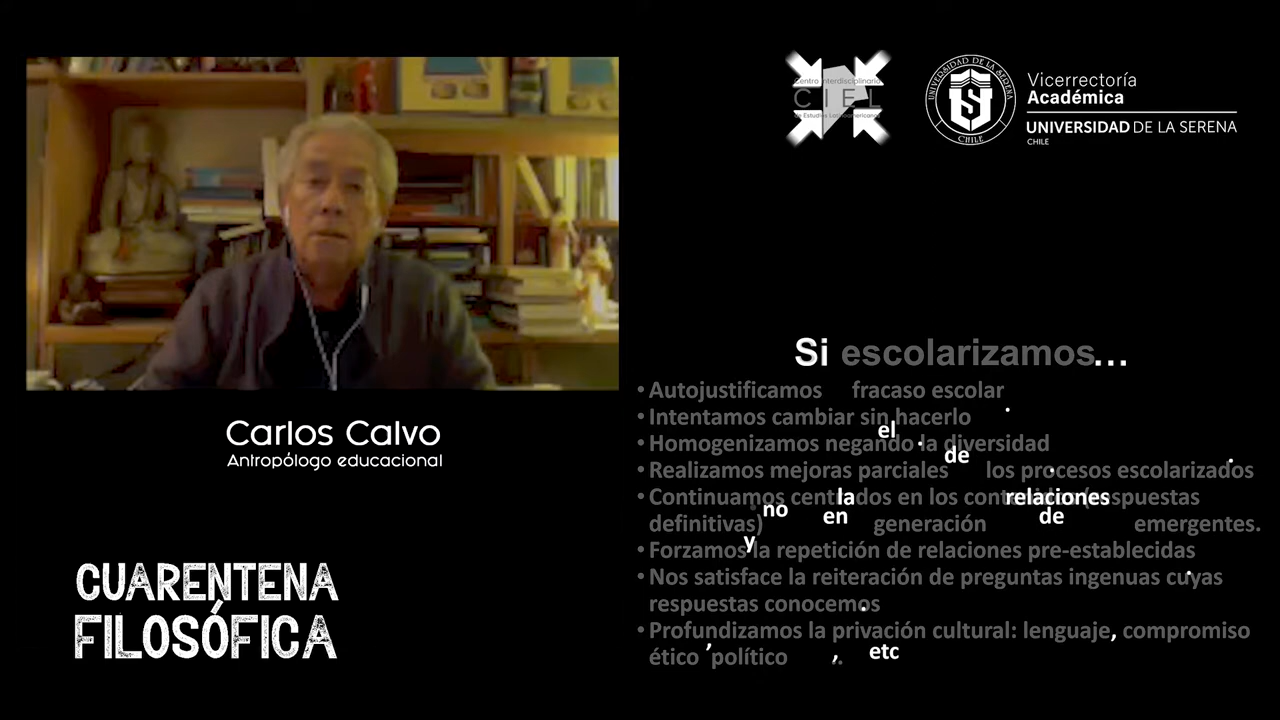 Centro Interdisciplinario
CIEL
de Estudios Latinoamericanos
UNIVERSIDAD DE LA SERENA
CHILE
Vicerrectoría
Académica
UNIVERSIDAD DE LA SERENA
CHILE
Carlos Calvo
Antropólogo educacional
CUARENTENA
FILOSÓFICA
Si escolarizamos...
• Autojustificamos fracaso escolar
• Intentamos cambiar sin hacerlo
el
• Homogenizamos negando la diversidad
de
• Realizamos mejoras parciales los procesos escolarizados
• Continuamos centrados en los (respuestas
la relaciones
no en de
definitivas) generación emergentes.
y
• Forzamos la repetición de relaciones pre-establecidas
• Nos satisface la reiteración de preguntas ingenuas cuyas
respuestas conocemos
• Profundizamos la privación cultural: lenguaje, compromiso
ético , político , etc